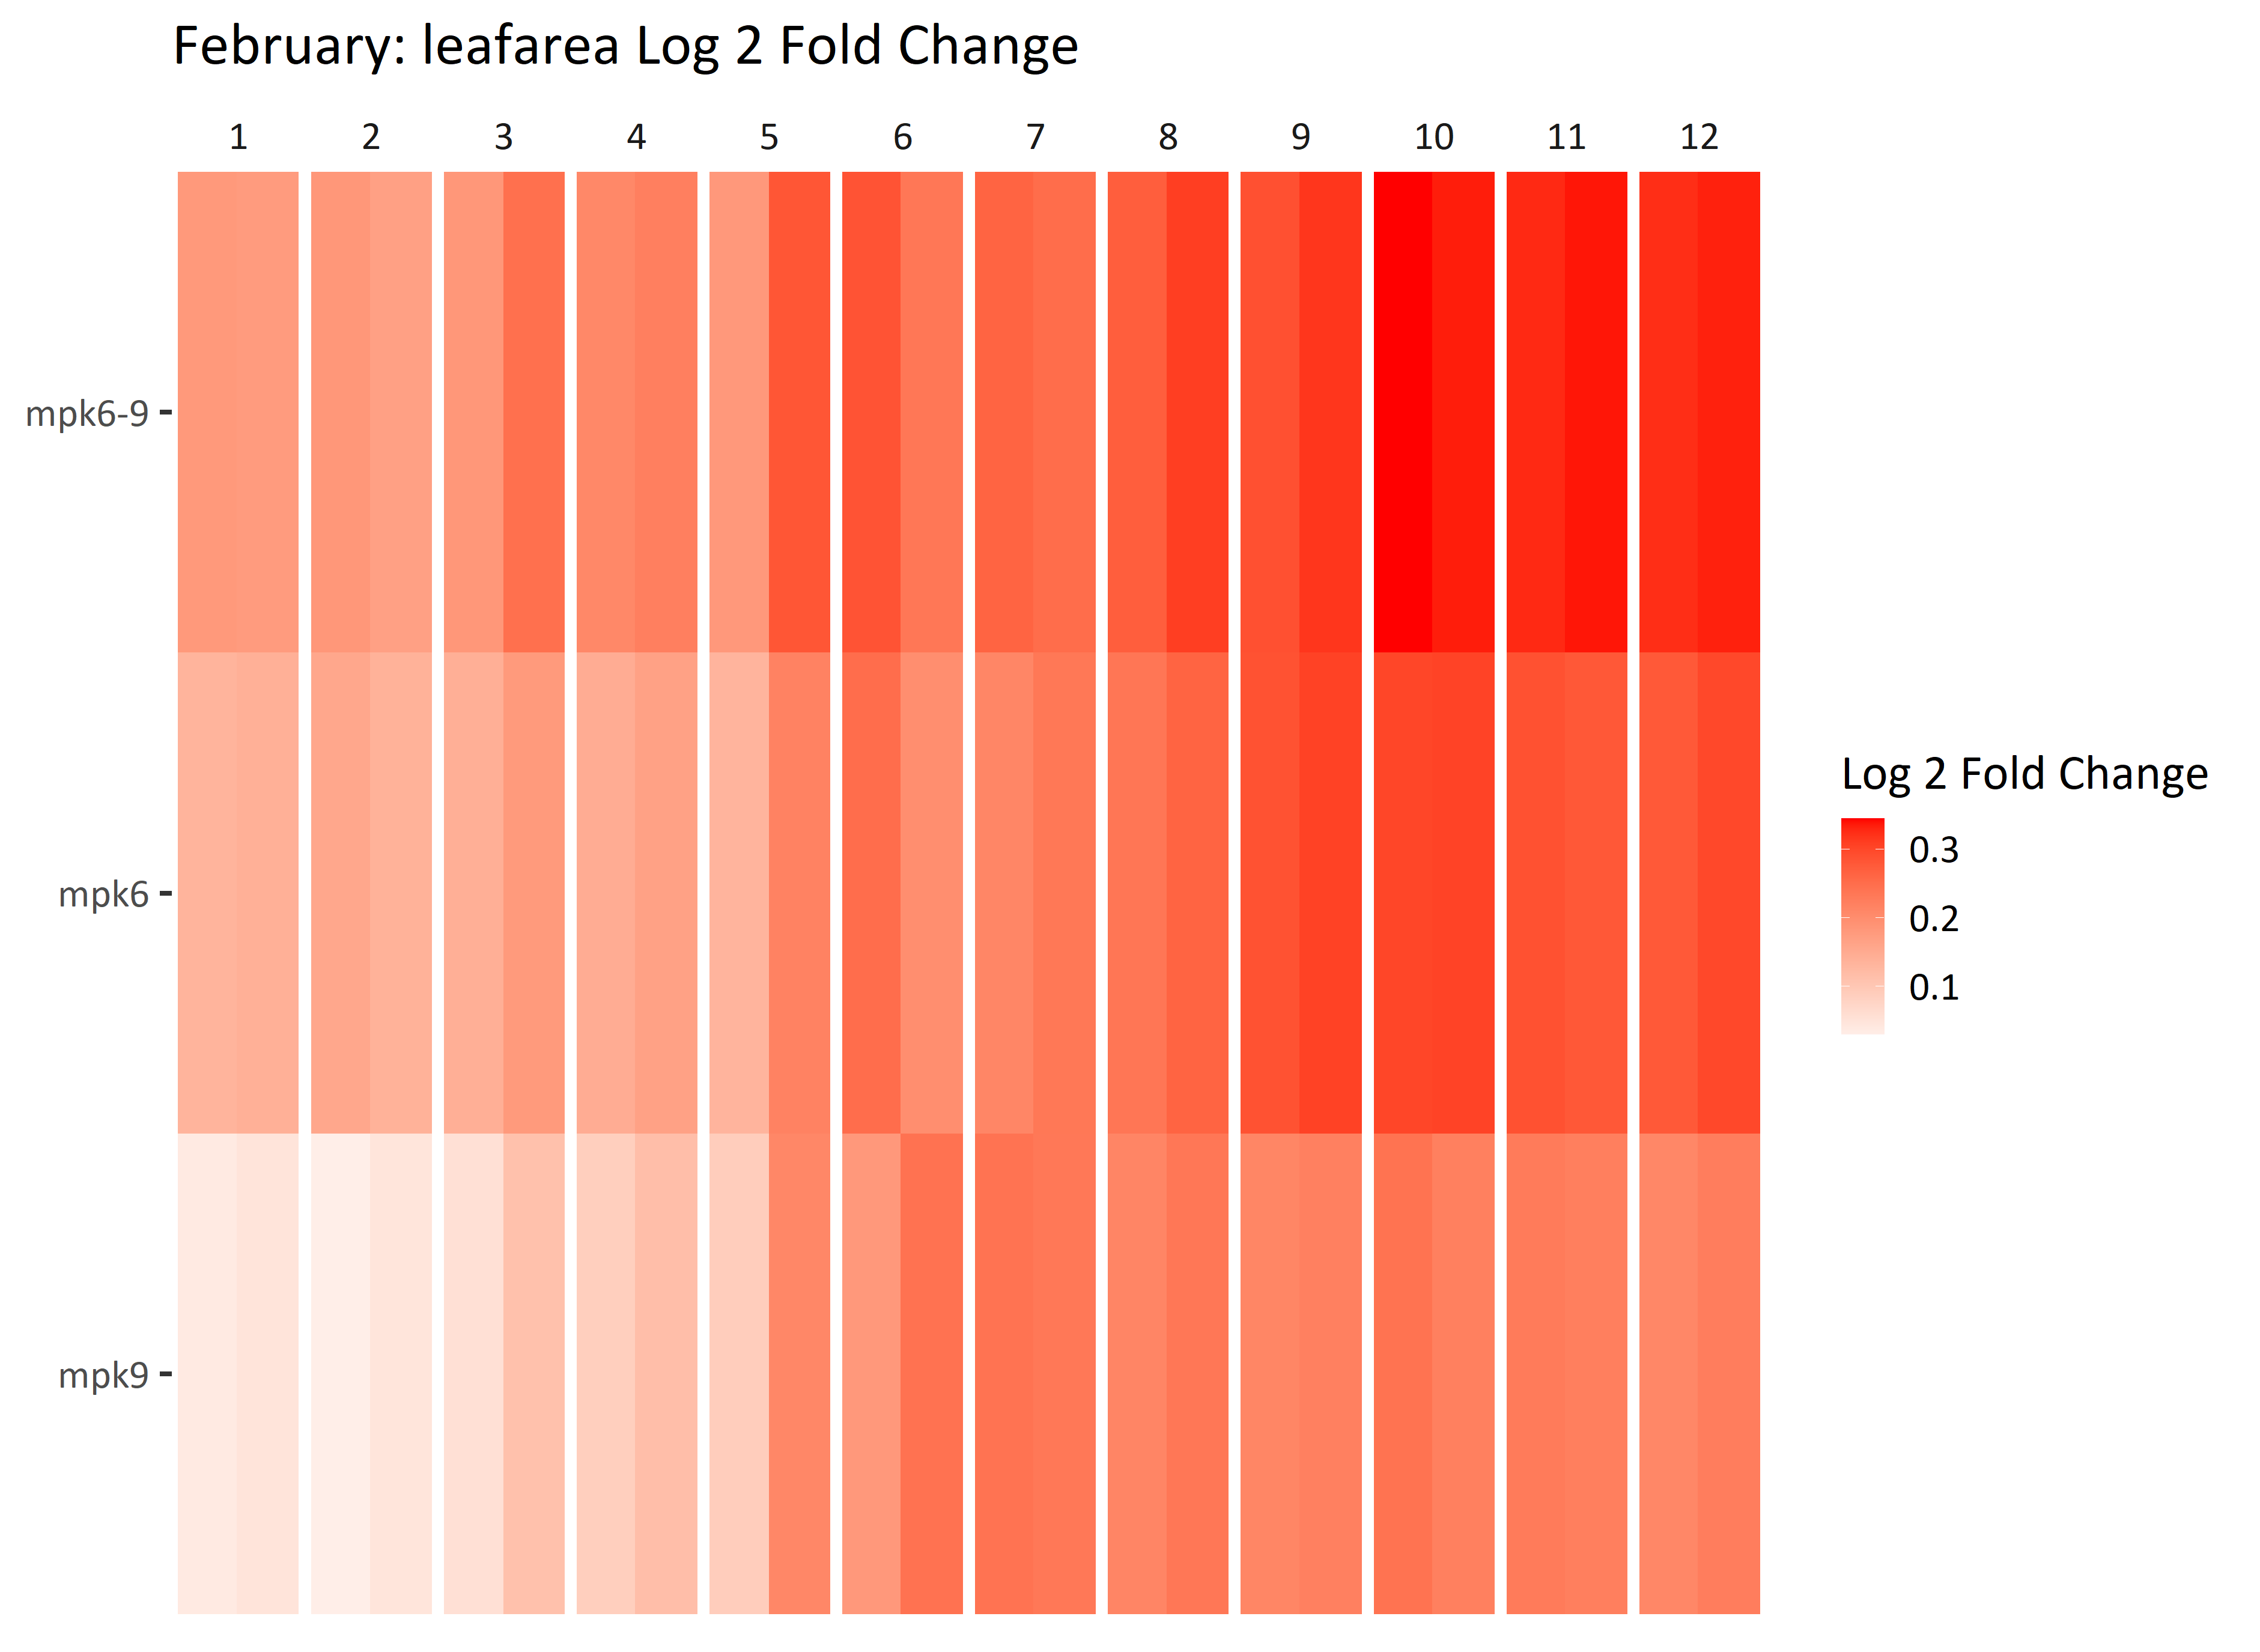 February: leafarea Log 2 Fold Change
1 2 3 4 5 6 7 8 9 10 11 12
mpk6-9
mpk6
mpk9
Log 2 Fold Change
0.3
0.2
0.1